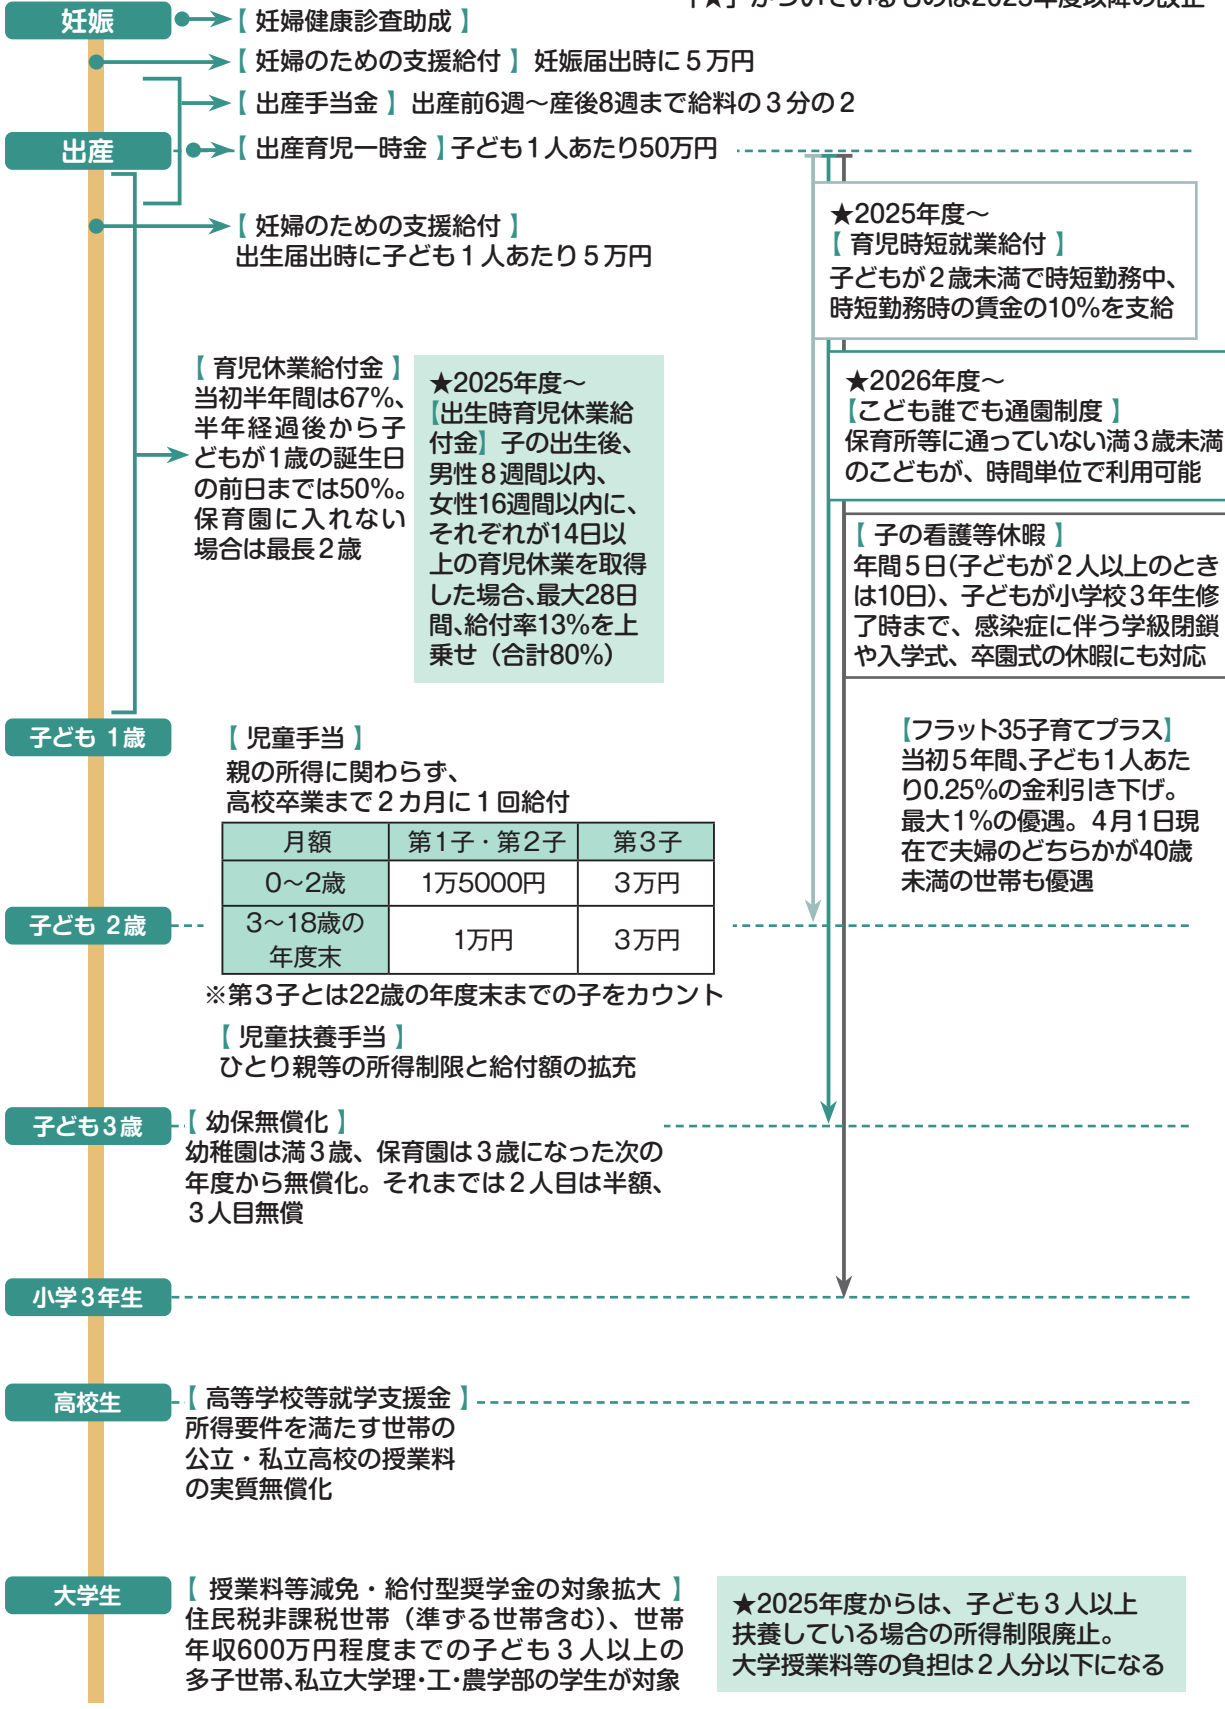 「★」がついているものは2025年度以降の改正
妊娠
【 妊婦健康診査助成 】
【 妊婦のための支援給付 】妊娠届出時に5万円
【 出産手当金 】出産前6週〜産後8週まで給料の3分の2
出産
【 出産育児一時金 】子ども1人あたり50万円
【 妊婦のための支援給付 】
出生届出時に子ども1人あたり5万円
★2025年度〜
【 育児時短就業給付 】
子どもが2歳未満で時短勤務中、
時短勤務時の賃金の10%を支給
【 育児休業給付金 】
当初半年間は67%、
半年経過後から子
どもが1歳の誕生日
の前日までは50%。
保育園に入れない
場合は最長2歳
★2025年度〜
【出生時育児休業給
付金】子の出生後、
男性8週間以内、
女性16週間以内に、
それぞれが14日以
上の育児休業を取得
した場合、最大28日
間、給付率13%を上
乗せ（合計80%）
★2026年度〜
【こども誰でも通園制度 】
保育所等に通っていない満3歳未満
のこどもが、時間単位で利用可能
【 子の看護等休暇 】
年間5日(子どもが2人以上のとき
は10日)、子どもが小学校3年生修
了時まで、感染症に伴う学級閉鎖
や入学式、卒園式の休暇にも対応
子ども 1歳
【 児童手当 】
親の所得に関わらず、
高校卒業まで2カ月に1回給付
月額 第1子・第2子 第3子
0〜2歳 1万5000円 3万円
3〜18歳の
年度末 1万円 3万円
※第3子とは22歳の年度末までの子をカウント
【フラット35子育てプラス】
当初5年間、子ども1人あた
り0.25%の金利引き下げ。
最大1%の優遇。4月1日現
在で夫婦のどちらかが40歳
未満の世帯も優遇
子ども 2歳
【 児童扶養手当 】
ひとり親等の所得制限と給付額の拡充
子ども3歳
【 幼保無償化 】
幼稚園は満3歳、保育園は3歳になった次の
年度から無償化。それまでは2人目は半額、
3人目無償
小学3年生
高校生
【 高等学校等就学支援金 】
所得要件を満たす世帯の
公立・私立高校の授業料
の実質無償化
大学生
【 授業料等減免・給付型奨学金の対象拡大 】
住民税非課税世帯（準ずる世帯含む）、世帯
年収600万円程度までの子ども3人以上の
多子世帯、私立大学理・工・農学部の学生が対象
★2025年度からは、子ども3人以上
扶養している場合の所得制限廃止。
大学授業料等の負担は2人分以下になる